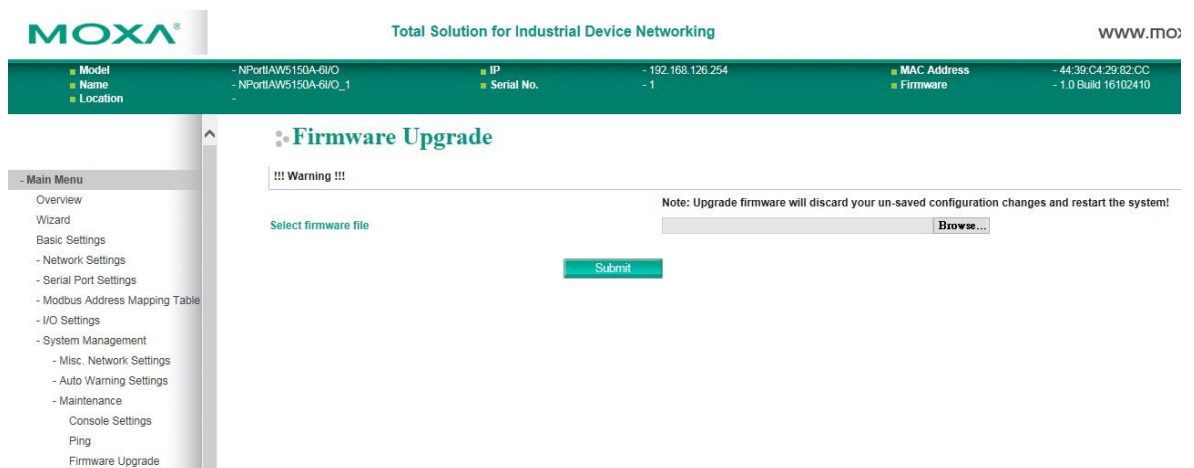 MOXA®
Total Solution for Industrial Device Networking
www.mox
Model - NPortIAW5150A-6I/O IP - 192.168.126.254 MAC Address - 44:39:C4:29:82:CC
Name - NPortIAW5150A-6I/O_1 Serial No. - 1 Firmware - 1.0 Build 16102410
Location -
Firmware Upgrade
!!! Warning !!!
Note: Upgrade firmware will discard your un-saved configuration changes and restart the system!
Select firmware file Browse...
Submit
- Main Menu
Overview
Wizard
Basic Settings
- Network Settings
- Serial Port Settings
- Modbus Address Mapping Table
- I/O Settings
- System Management
- Misc. Network Settings
- Auto Warning Settings
- Maintenance
Console Settings
Ping
Firmware Upgrade